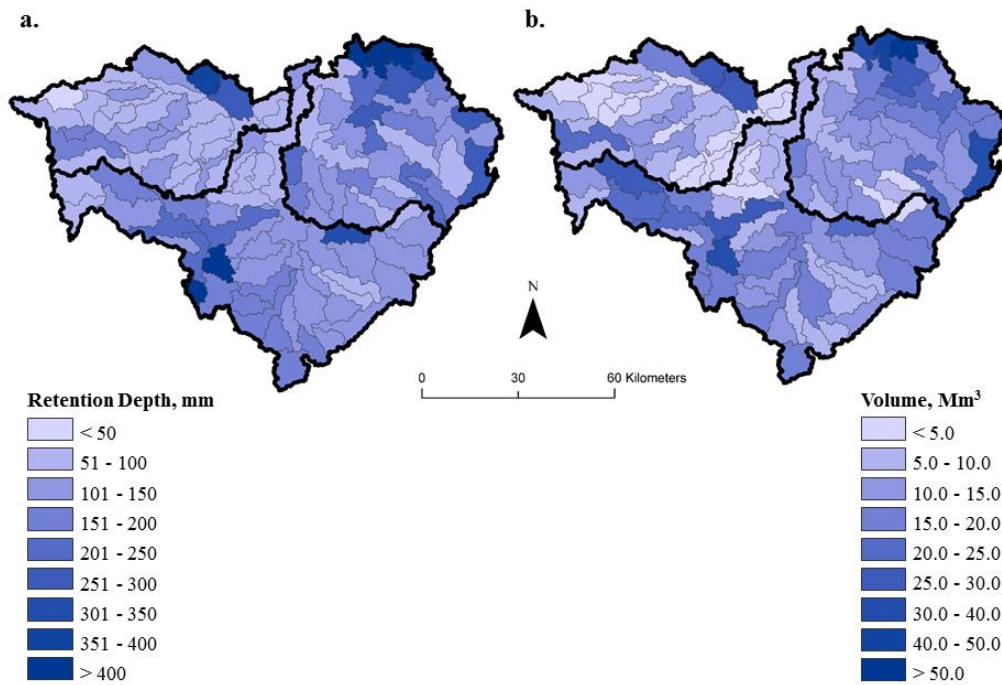 a.
b.
N
0 30 60 Kilometers
Retention Depth, mm
< 50
51 - 100
101 - 150
151 - 200
201 - 250
251 - 300
301 - 350
351 - 400
> 400
Volume, Mm³
< 5.0
5.0 - 10.0
10.0 - 15.0
15.0 - 20.0
20.0 - 25.0
25.0 - 30.0
30.0 - 40.0
40.0 - 50.0
> 50.0